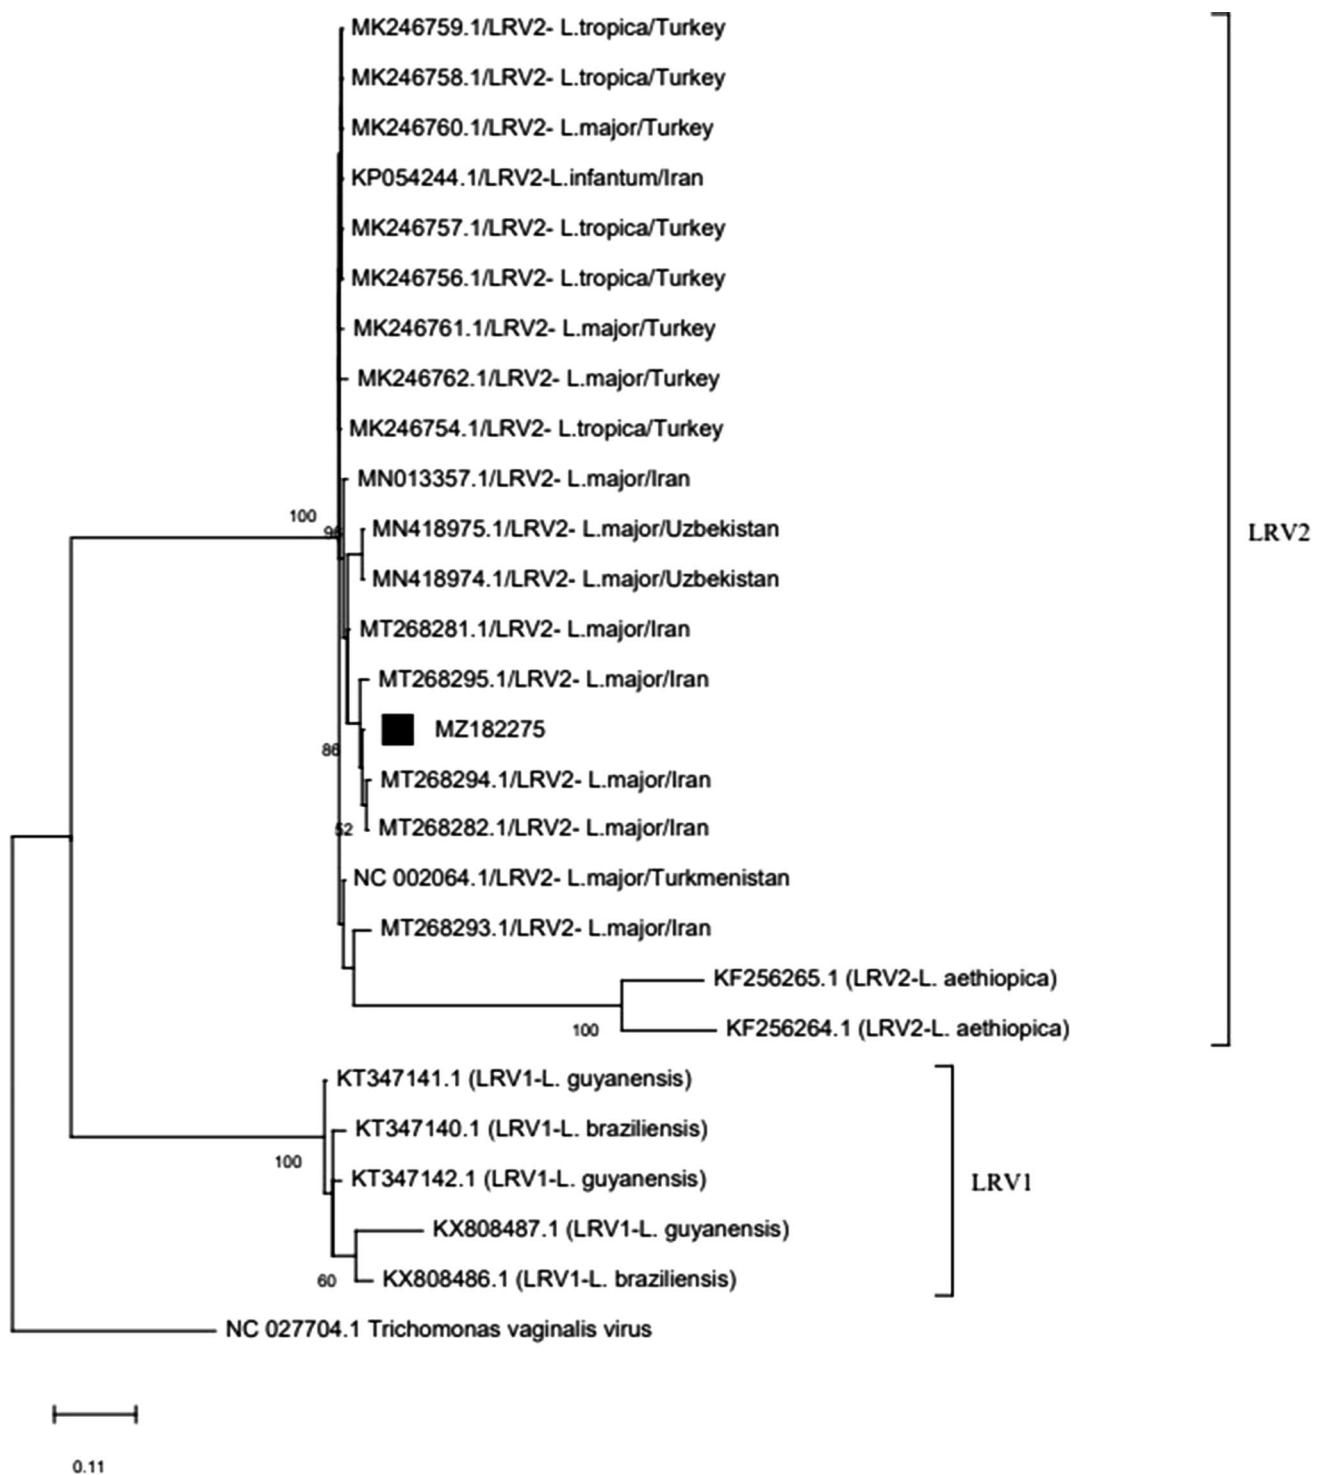 MK246759.1/LRV2- L.tropica/Turkey
MK246758.1/LRV2- L.tropica/Turkey
MK246760.1/LRV2- L.major/Turkey
KP054244.1/LRV2-L.infantum/Iran
MK246757.1/LRV2- L.tropica/Turkey
MK246756.1/LRV2- L.tropica/Turkey
MK246761.1/LRV2- L.major/Turkey
MK246762.1/LRV2- L.major/Turkey
MK246754.1/LRV2- L.tropica/Turkey
MN013357.1/LRV2- L.major/Iran
100
MN418975.1/LRV2- L.major/Uzbekistan
LRV2
MN418974.1/LRV2- L.major/Uzbekistan
MT268281.1/LRV2- L.major/Iran
MT268295.1/LRV2- L.major/Iran
MZ182275
86
MT268294.1/LRV2- L.major/Iran
52
MT268282.1/LRV2- L.major/Iran
NC 002064.1/LRV2- L.major/Turkmenistan
MT268293.1/LRV2- L.major/Iran
KF256265.1 (LRV2-L. aethiopica)
100
KF256264.1 (LRV2-L. aethiopica)
KT347141.1 (LRV1-L. guyanensis)
KT347140.1 (LRV1-L. braziliensis)
100
KT347142.1 (LRV1-L. guyanensis)
LRV1
KX808487.1 (LRV1-L. guyanensis)
60
KX808486.1 (LRV1-L. braziliensis)
NC 027704.1 Trichomonas vaginalis virus
0.11